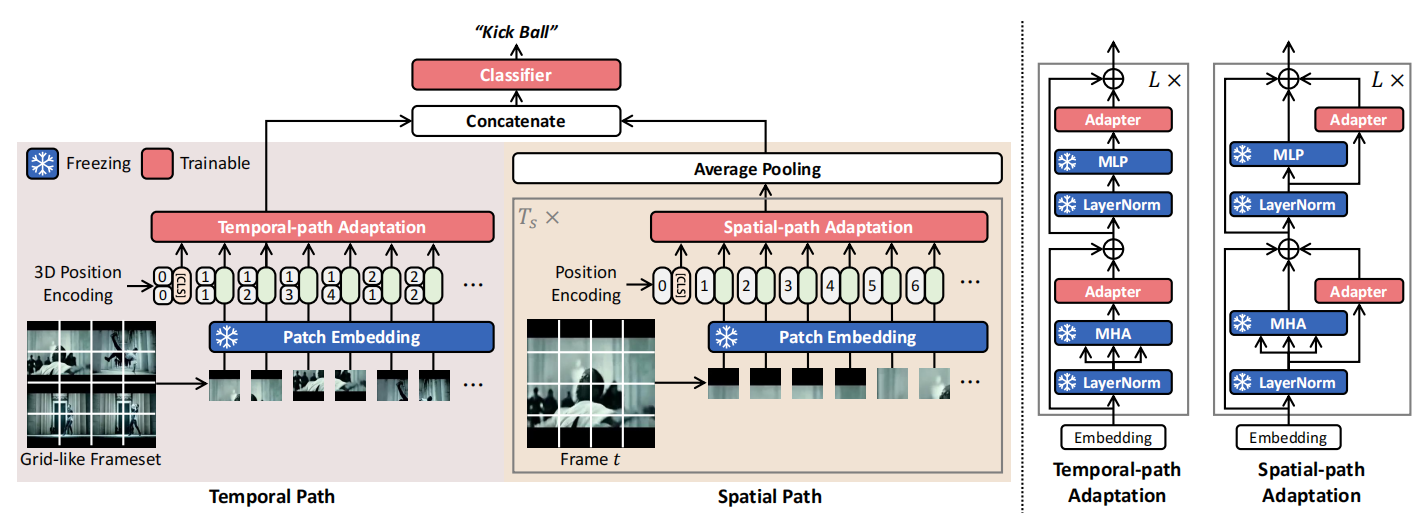 “Kick Ball”
Classifier
Concatenate
Freezing
Trainable
Average Pooling
Temporal-path Adaptation
T_s ×
Spatial-path Adaptation
3D Position
Encoding
0 0 [CLS] 1 1 1 2 1 3 1 4 2 1 2 2 ...
Position
Encoding
0 [CLS] 1 2 3 4 5 6 ...
Patch Embedding
Patch Embedding
...
...
Grid-like Frameset
Frame t
Temporal Path
Spatial Path
L ×
Adapter
MLP
LayerNorm
Adapter
MHA
LayerNorm
Embedding
Temporal-path
Adaptation
L ×
Adapter
MLP
LayerNorm
Adapter
MHA
LayerNorm
Embedding
Spatial-path
Adaptation